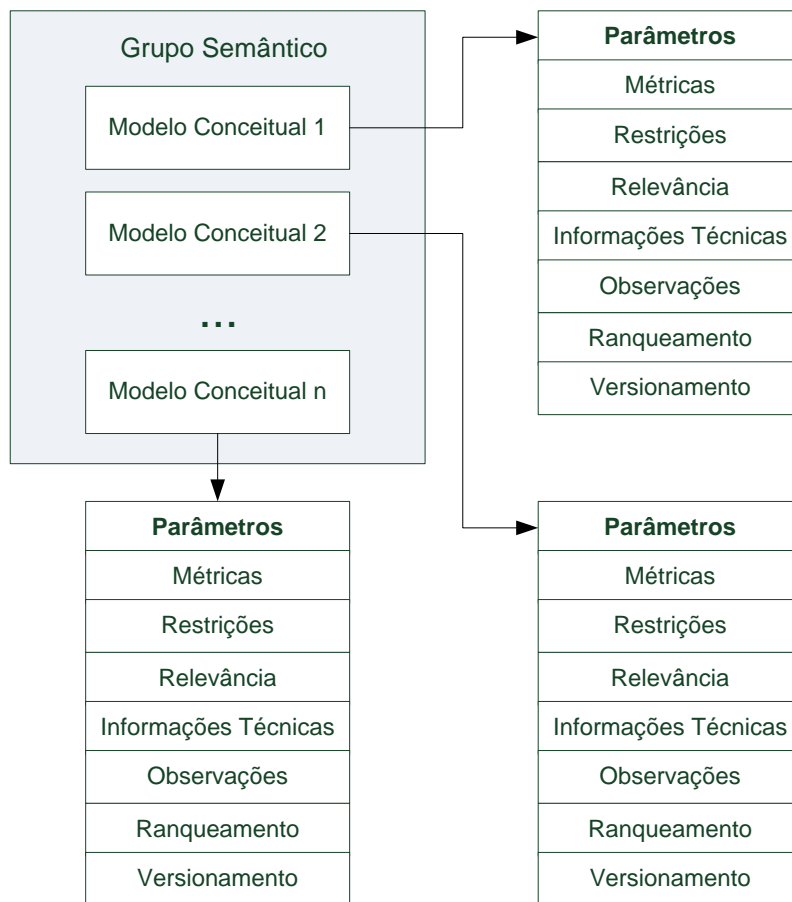 Grupo Semântico
Modelo Conceitual 1
Modelo Conceitual 2
...
Modelo Conceitual n
Parâmetros
Métricas
Restrições
Relevância
Informações Técnicas
Observações
Ranqueamento
Versionamento
Parâmetros
Métricas
Restrições
Relevância
Informações Técnicas
Observações
Ranqueamento
Versionamento
Parâmetros
Métricas
Restrições
Relevância
Informações Técnicas
Observações
Ranqueamento
Versionamento